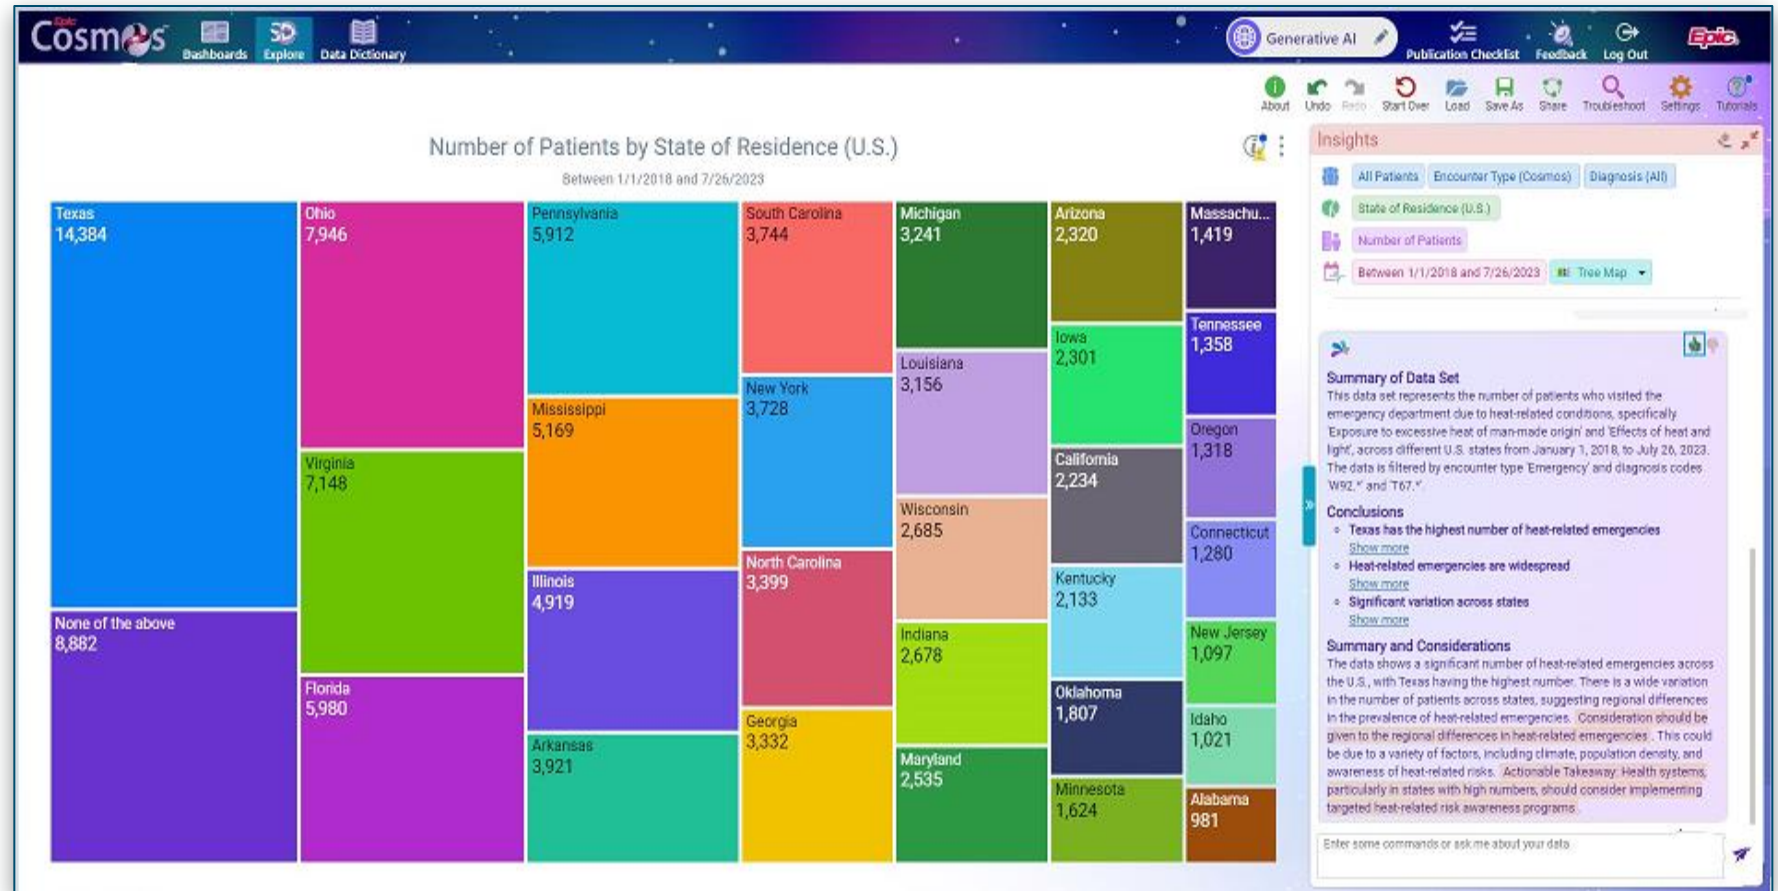 Epic
Cosmos
Dashboards
Explore
Data Dictionary
Generative AI
Publication Checklist
Feedback
Log Out
Epic
About
Undo
Redo
Start Over
Load
Save As
Share
Troubleshoot
Settings
Tutorials
Number of Patients by State of Residence (U.S.)
Between 1/1/2018 and 7/26/2023
Texas
14,384
None of the above
8,882
Ohio
7,946
Virginia
7,148
Florida
5,980
Pennsylvania
5,912
Mississippi
5,169
Illinois
4,919
Arkansas
3,921
South Carolina
3,744
New York
3,728
North Carolina
3,399
Georgia
3,332
Michigan
3,241
Louisiana
3,156
Wisconsin
2,685
Indiana
2,678
Maryland
2,535
Arizona
2,320
Iowa
2,301
California
2,234
Kentucky
2,133
Oklahoma
1,807
Minnesota
1,624
Massachu...
1,419
Tennessee
1,358
Oregon
1,318
Connecticut
1,280
New Jersey
1,097
Idaho
1,021
Alabama
981
Insights
All Patients
Encounter Type (Cosmos)
Diagnosis (All)
State of Residence (U.S.)
Number of Patients
Between 1/1/2018 and 7/26/2023
Tree Map
Summary of Data Set
This data set represents the number of patients who visited the
emergency department due to heat-related conditions, specifically
'Exposure to excessive heat of man-made origin' and 'Effects of heat and
light', across different U.S. states from January 1, 2018, to July 26, 2023.
The data is filtered by encounter type 'Emergency' and diagnosis codes
'W92.*' and 'T67.*'.
Conclusions
Texas has the highest number of heat-related emergencies
Show more
Heat-related emergencies are widespread
Show more
Significant variation across states
Show more
Summary and Considerations
The data shows a significant number of heat-related emergencies across
the U.S., with Texas having the highest number. There is a wide variation
in the number of patients across states, suggesting regional differences
in the prevalence of heat-related emergencies. Consideration should be
given to the regional differences in heat-related emergencies . This could
be due to a variety of factors, including climate, population density, and
awareness of heat-related risks. Actionable Takeaway: Health systems,
particularly in states with high numbers, should consider implementing
targeted heat-related risk awareness programs .
Enter some commands or ask me about your data